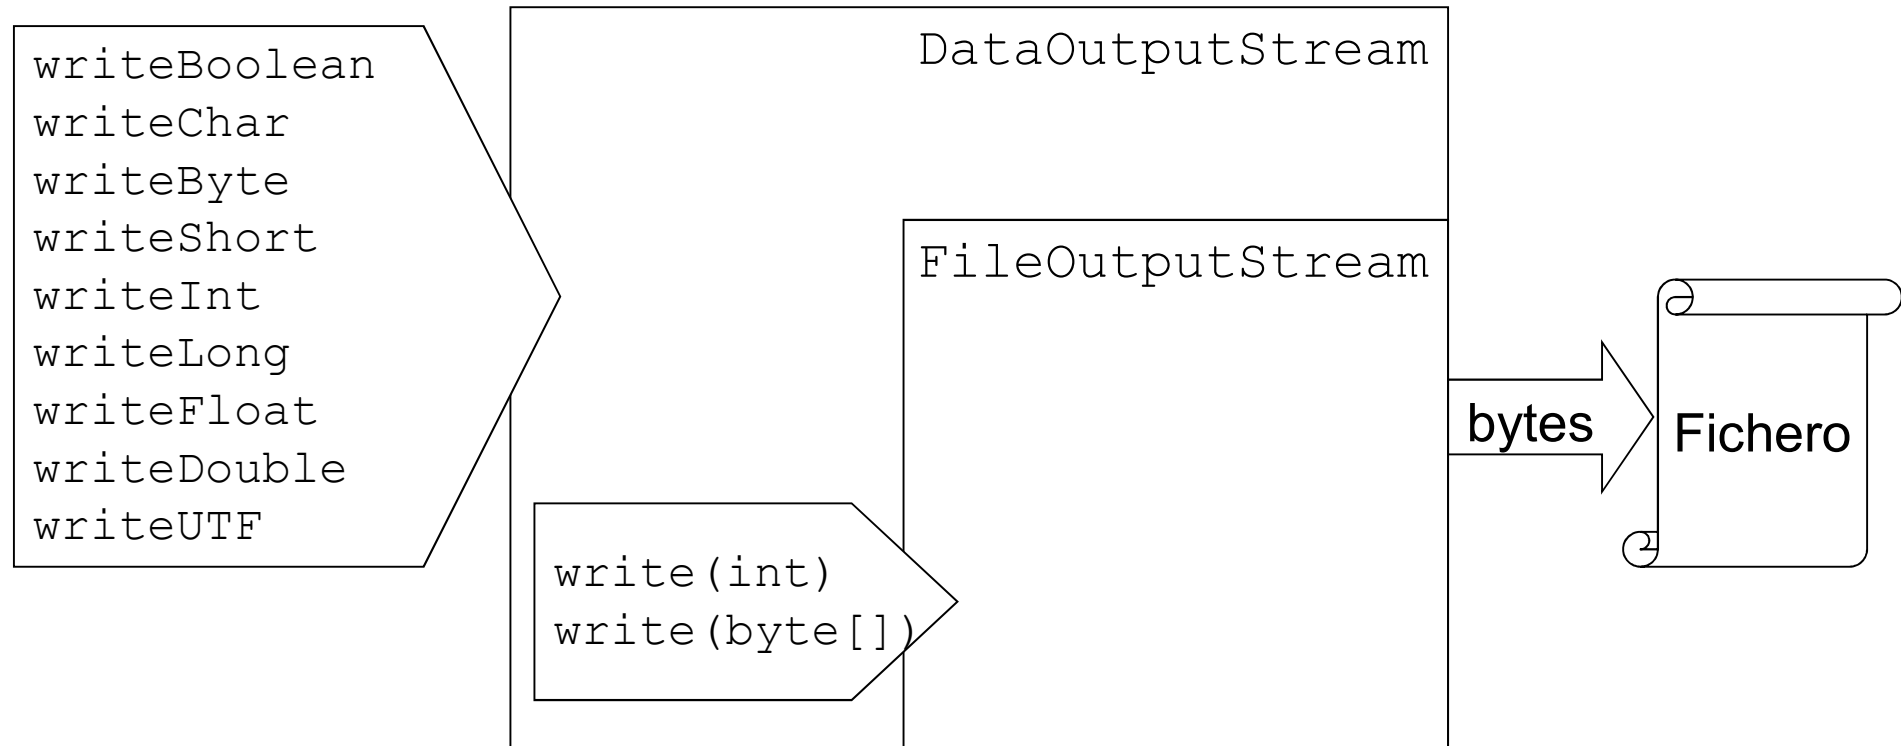 writeBoolean
writeChar
writeByte
writeShort
writeInt
writeLong
writeFloat
writeDouble
writeUTF
DataOutputStream
FileOutputStream
write(int)
write(byte[])
bytes
Fichero